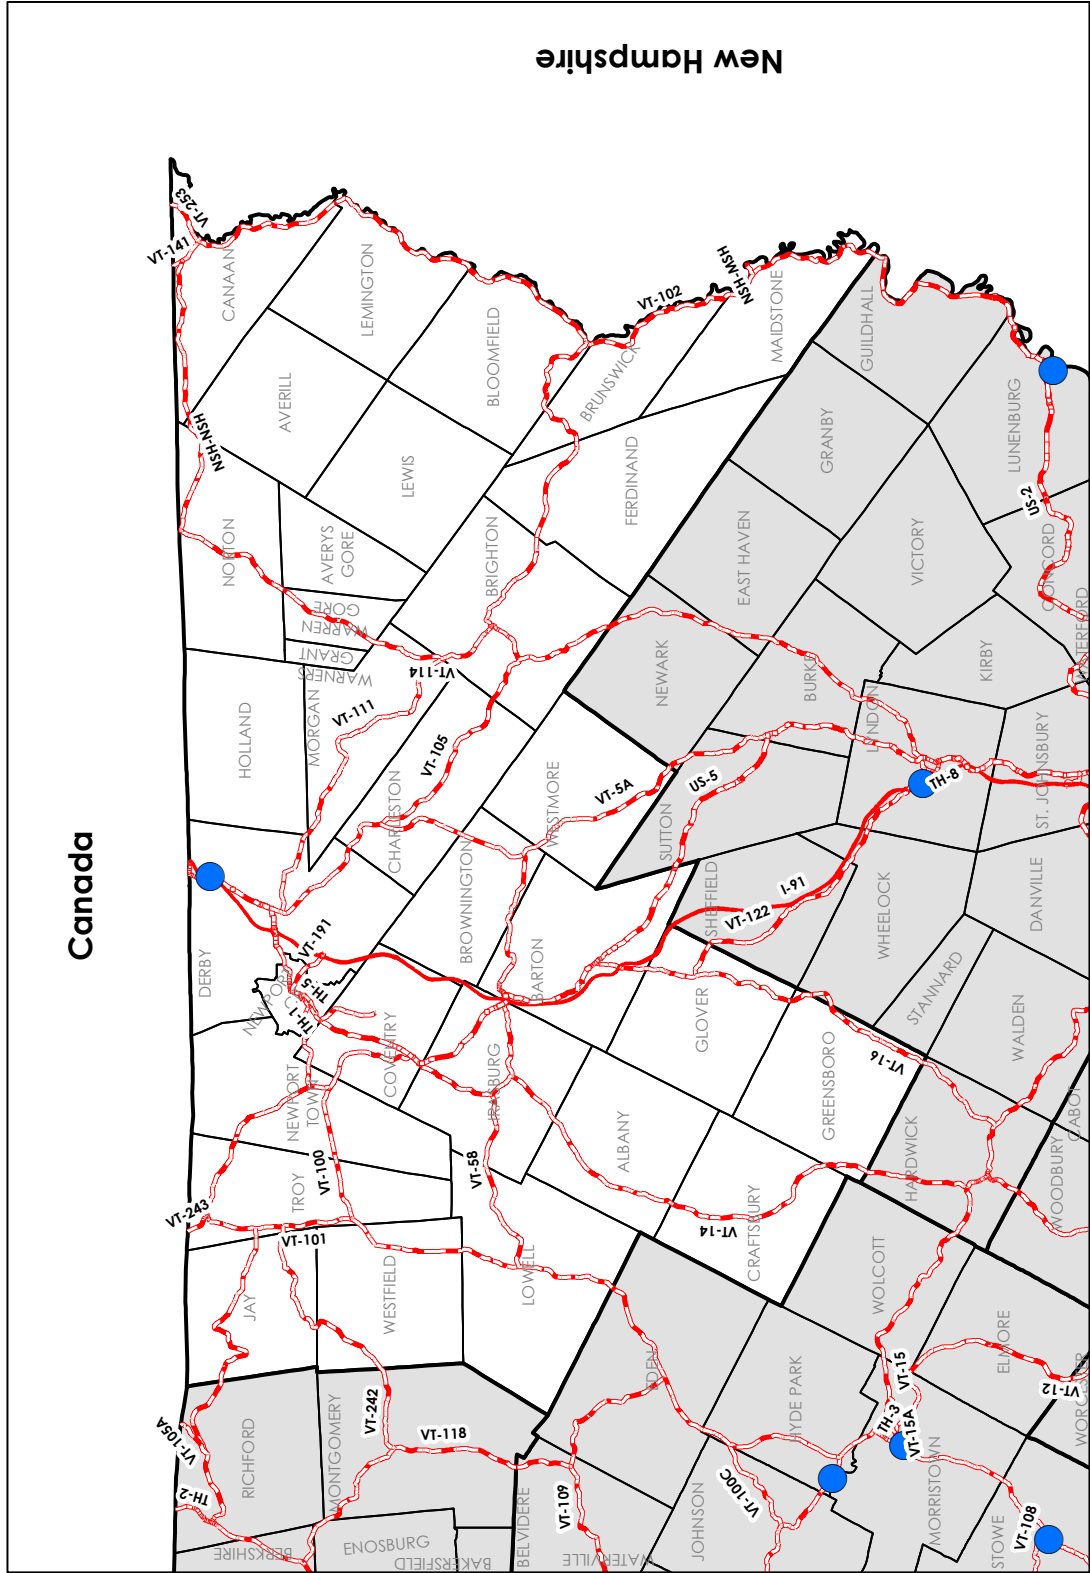 New Hampshire
Canada
VT-253
VT-141
CANAAN
LEMINGTON
AVERILL
BLOOMFIELD
VT-102
NSH-MSH
MAIDSTONE
GUILDHALL
BRUNSWICK
NSH-NSH
LEWIS
FERDINAND
GRANBY
LUNENBURG
US-2
NORTON
AVERYS
GORE
BRIGHTON
EAST HAVEN
VICTORY
CONCORD
WARREN
GORE
WARNERS
GRANT
VT-114
NEWARK
BURKE
KIRBY
WATERFORD
HOLLAND
MORGAN
VT-111
VT-105
LYNDON
ST. JOHNSBURY
CHARLESTON
WESTMORE
VT-5A
US-5
TH-8
SUTTON
BROWNINGTON
I-91
VT-122
SHEFFIELD
WHEELOCK
DANVILLE
DERBY
VT-191
NEWPORT
TH-5
TH-1
BARTON
STANNARD
COVENTRY
GLOVER
WALDEN
VT-16
NEWPORT
TOWN
IRASBURG
GREENSBORO
CABOT
ALBANY
HARDWICK
VT-100
VT-58
WOODBURY
TROY
VT-243
VT-101
VT-14
CRAFTSBURY
LOWELL
WOLCOTT
JAY
WESTFIELD
ELMORE
EDEN
HYDE PARK
VT-15
VT-12
WORCESTER
VT-242
VT-118
TH-3
VT-15A
VT-105A
RICHFORD
MONTGOMERY
TH-2
VT-100C
MORRISTOWN
VT-109
BELVIDERE
JOHNSON
VT-108
STOWE
BERKSHIRE
ENOSBURG
BAKERSFIELD
WATERVILLE